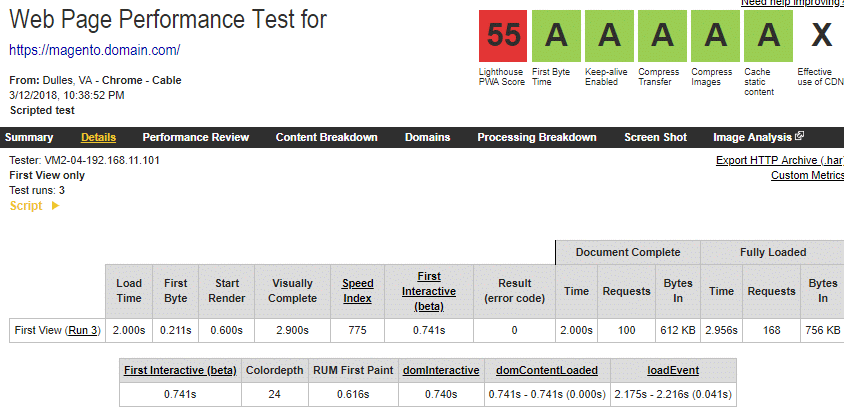 Need help improving?
Web Page Performance Test for
https://magento.domain.com/
55 A A A A A X
Lighthouse PWA Score
First Byte Time
Keep-alive Enabled
Compress Transfer
Compress Images
Cache static content
Effective use of CDN
From: Dulles, VA - Chrome - Cable
3/12/2018, 10:38:52 PM
Scripted test
Summary Details Performance Review Content Breakdown Domains Processing Breakdown Screen Shot Image Analysis
Tester: VM2-04-192.168.11.101
First View only
Test runs: 3
Script
Export HTTP Archive (.har)
Custom Metrics
Document Complete Fully Loaded
Load Time First Byte Start Render Visually Complete Speed Index First Interactive (beta) Result (error code) Time Requests Bytes In Time Requests Bytes In
First View (Run 3) 2.000s 0.211s 0.600s 2.900s 775 0.741s 0 2.000s 100 612 KB 2.956s 168 756 KB
First Interactive (beta) Colordepth RUM First Paint domInteractive domContentLoaded loadEvent
0.741s 24 0.616s 0.740s 0.741s - 0.741s (0.000s) 2.175s - 2.216s (0.041s)